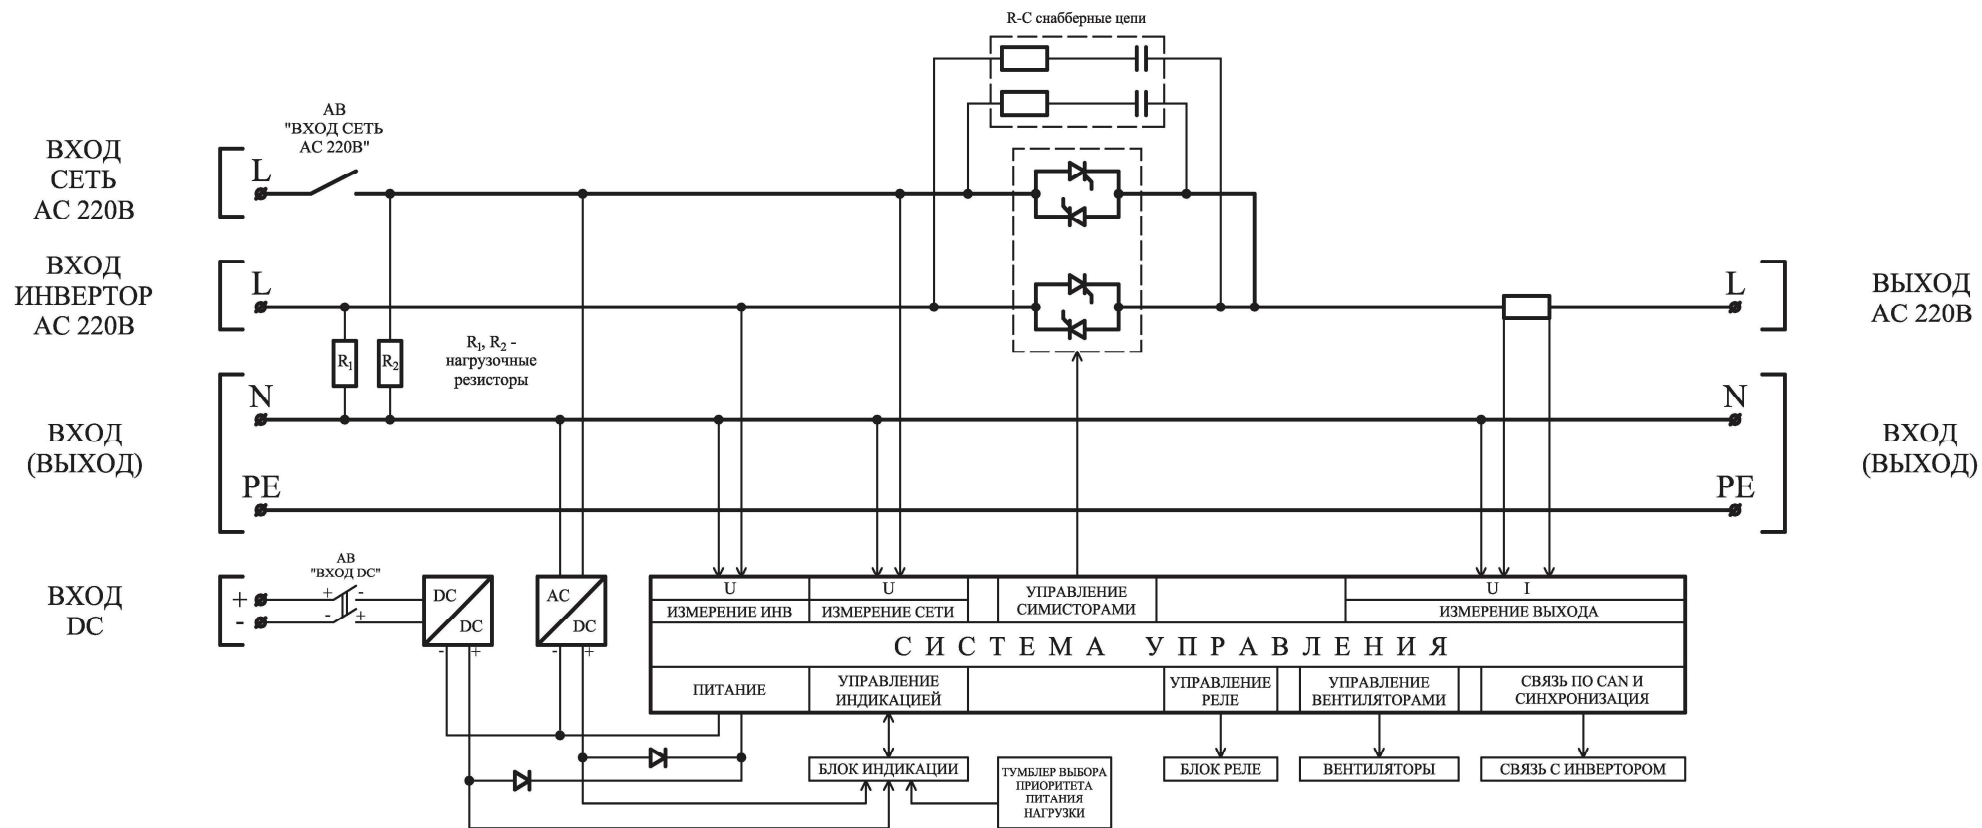 R-C снабберные цепи
АВ
"ВХОД СЕТЬ
АС 220В"
ВХОД
СЕТЬ
АС 220В
L
ВХОД
ИНВЕРТОР
АС 220В
L
L
ВЫХОД
АС 220В
R1
R2
R1, R2 -
нагрузочные
резисторы
N
N
ВХОД
(ВЫХОД)
ВХОД
(ВЫХОД)
PE
PE
АВ
"ВХОД DC"
ВХОД
DC
+
-
+ -
- +
DC
DC
- +
AC
DC
- +
U
ИЗМЕРЕНИЕ ИНВ
U
ИЗМЕРЕНИЕ СЕТИ
УПРАВЛЕНИЕ
СИМИСТОРАМИ
U I
ИЗМЕРЕНИЕ ВЫХОДА
СИСТЕМА УПРАВЛЕНИЯ
ПИТАНИЕ
УПРАВЛЕНИЕ
ИНДИКАЦИЕЙ
УПРАВЛЕНИЕ
РЕЛЕ
УПРАВЛЕНИЕ
ВЕНТИЛЯТОРАМИ
СВЯЗЬ ПО CAN И
СИНХРОНИЗАЦИЯ
БЛОК ИНДИКАЦИИ
ТУМБЛЕР ВЫБОРА
ПРИОРИТЕТА
ПИТАНИЯ
НАГРУЗКИ
БЛОК РЕЛЕ
ВЕНТИЛЯТОРЫ
СВЯЗЬ С ИНВЕРТОРОМ